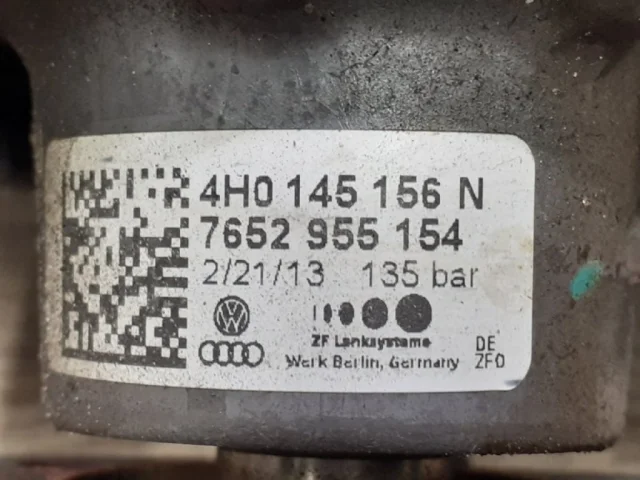 4H0 145 156 N
7652 955 154
2/21/13 135 bar
ZF Lenksysteme
Werk Berlin, Germany
DE
ZF0